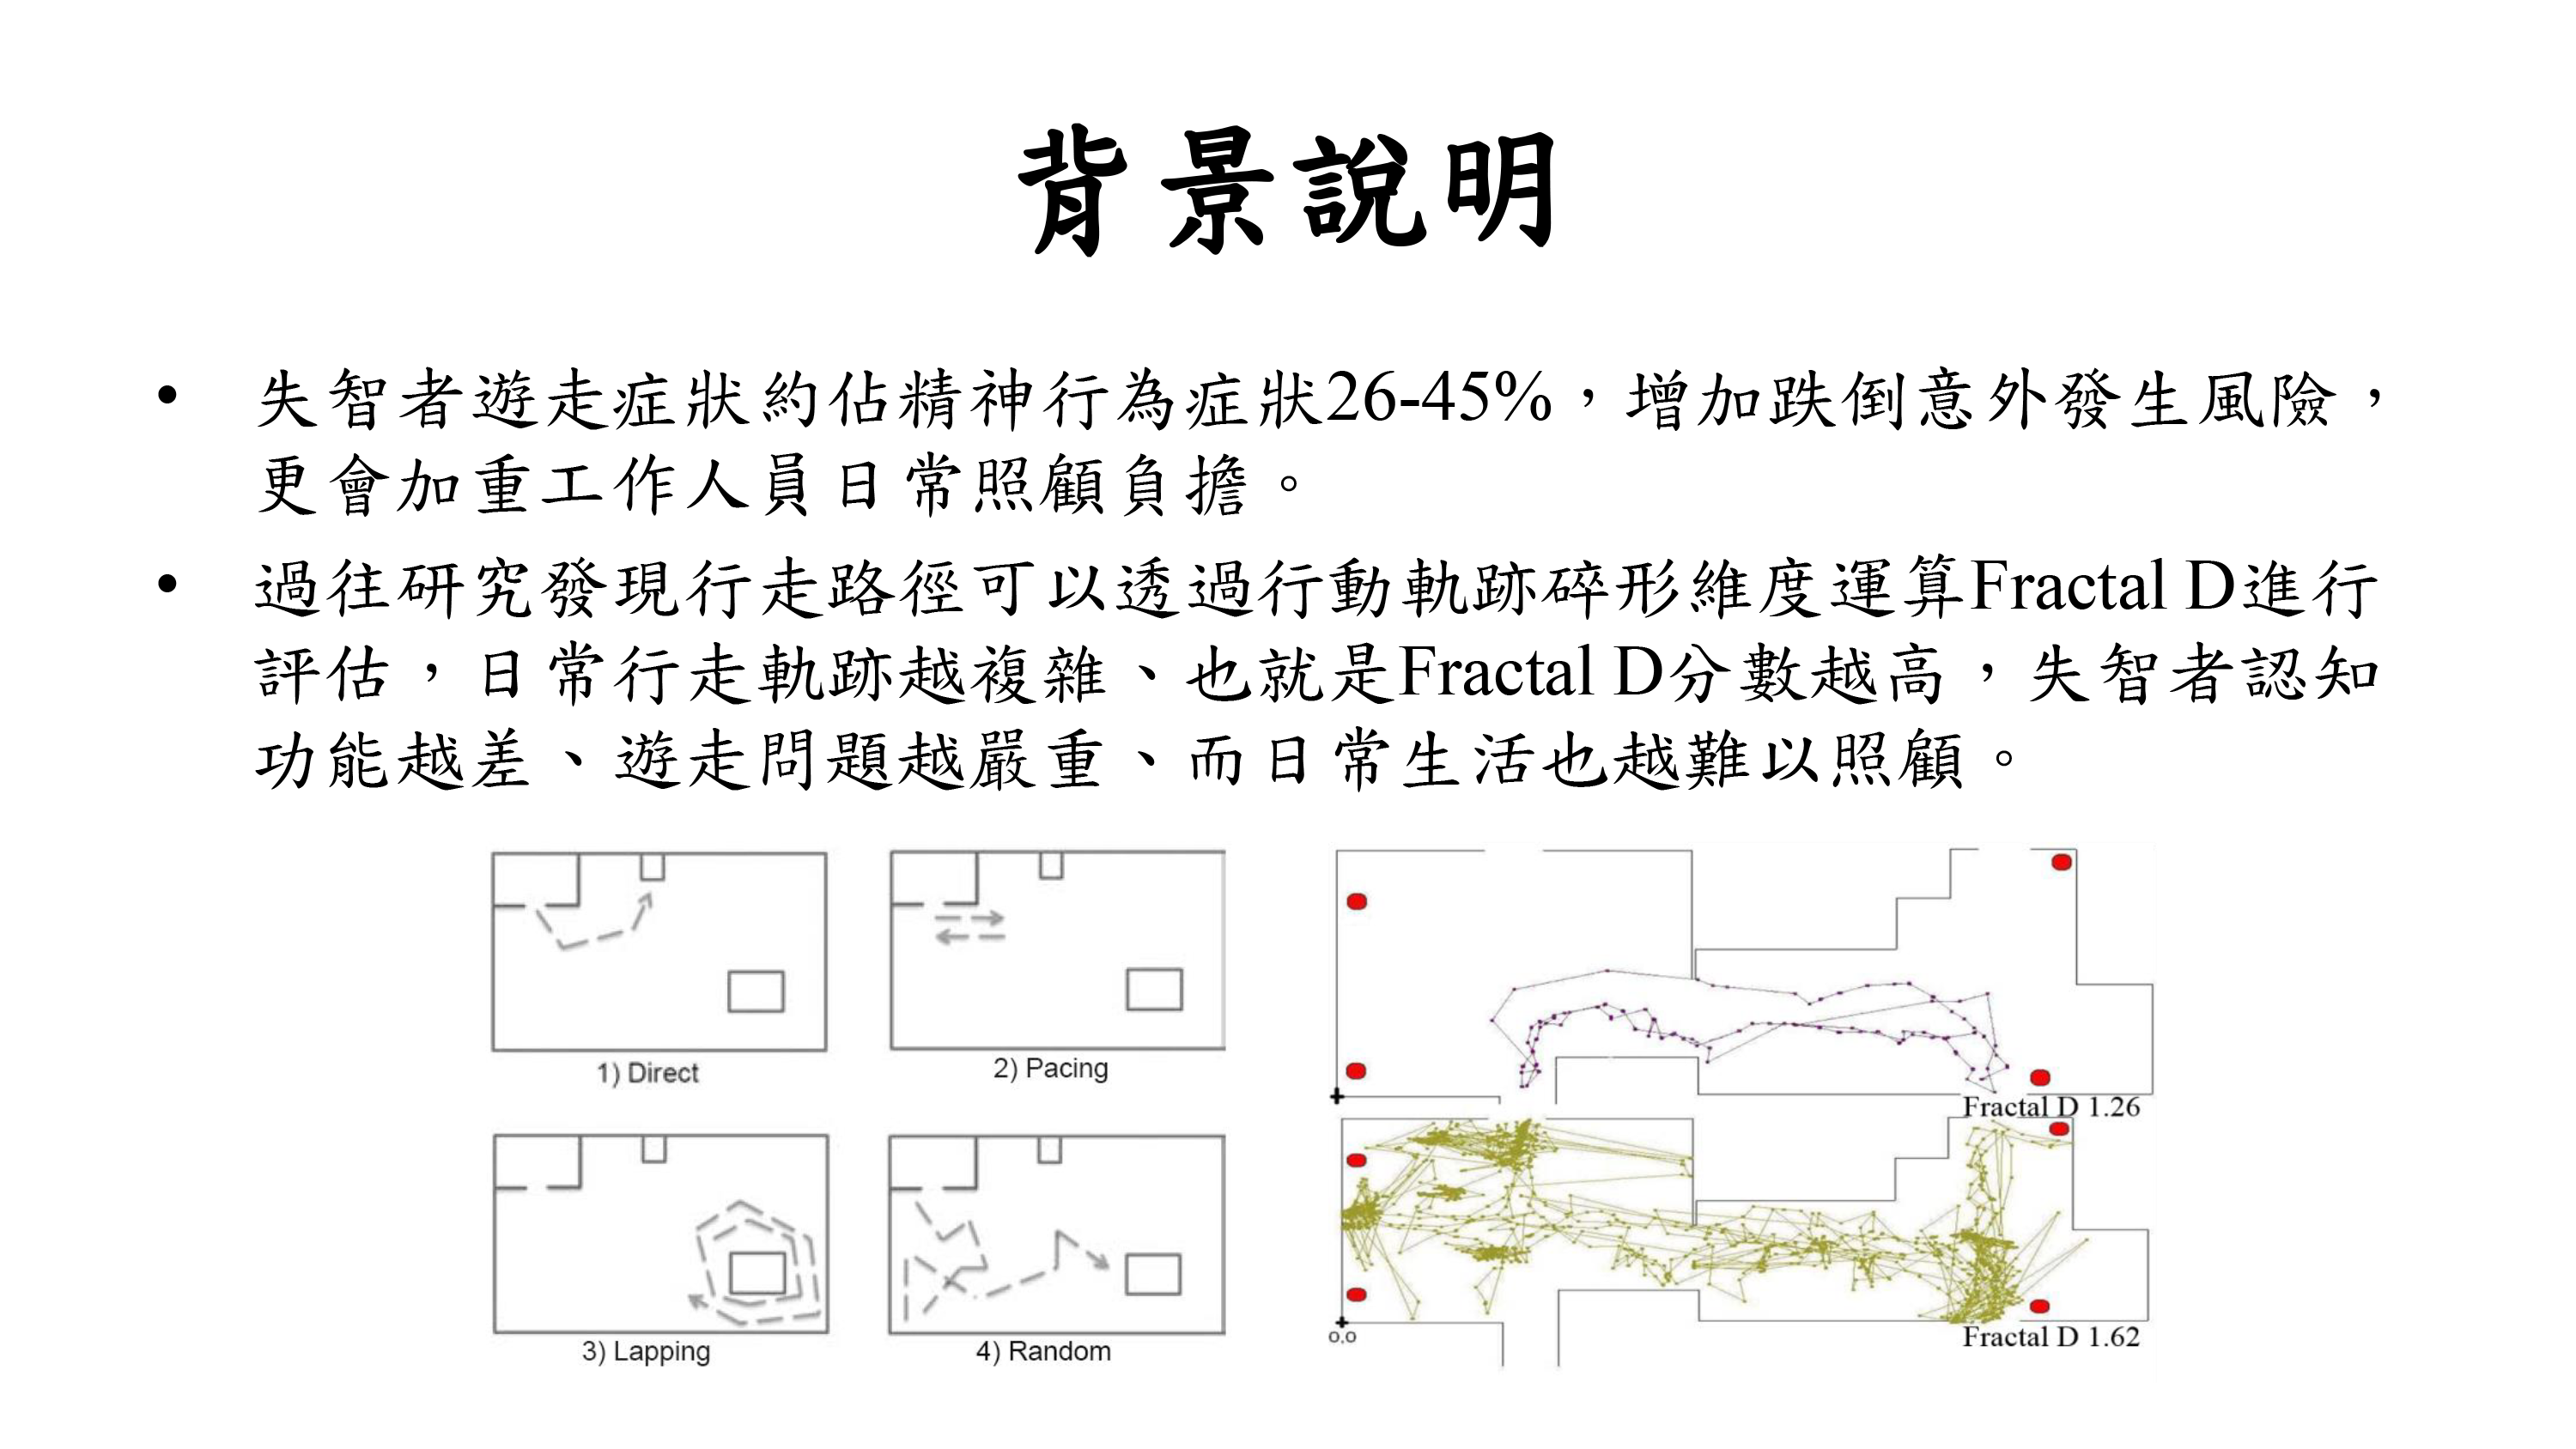 背景說明
• 失智者遊走症狀約佔精神行為症狀26-45%，增加跌倒意外發生風險，
更會加重工作人員日常照顧負擔。
• 過往研究發現行走路徑可以透過行動軌跡碎形維度運算Fractal D進行
評估，日常行走軌跡越複雜、也就是Fractal D分數越高，失智者認知
功能越差、遊走問題越嚴重、而日常生活也越難以照顧。
1) Direct
2) Pacing
3) Lapping
4) Random
Fractal D 1.26
0.0
Fractal D 1.62